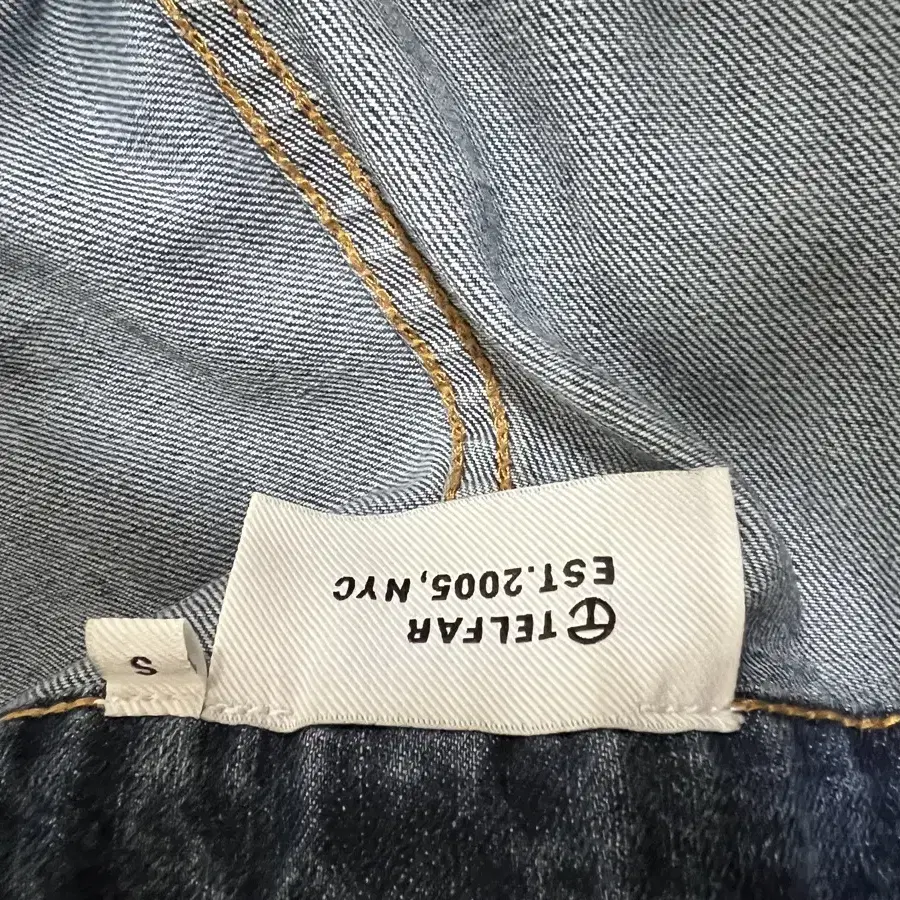 TELFAR
EST.2005, NYC
S